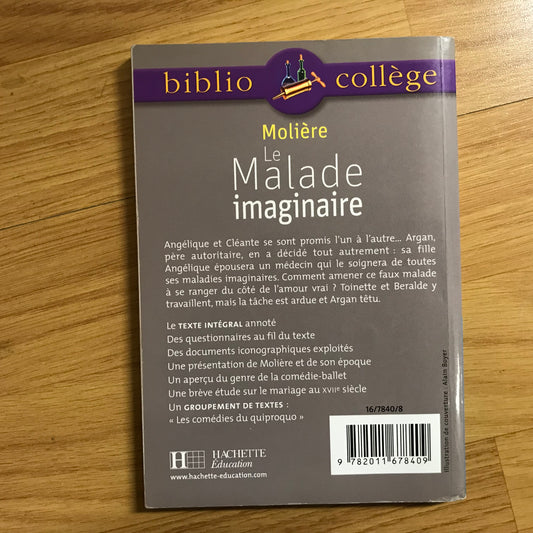 biblio collège
Molière
Le
Malade
imaginaire
Angélique et Cléante se sont promis l'un à l'autre... Argan,
père autoritaire, en a décidé tout autrement : sa fille
Angélique épousera un médecin qui le soignera de toutes
ses maladies imaginaires. Comment amener ce faux malade
à se ranger du côté de l'amour vrai ? Toinette et Beralde y
travaillent, mais la tâche est ardue et Argan têtu.
Le TEXTE INTÉGRAL annoté
Des questionnaires au fil du texte
Des documents iconographiques exploités
Une présentation de Molière et de son époque
Un aperçu du genre de la comédie-ballet
Une brève étude sur le mariage au XVIIe siècle
Un GROUPEMENT DE TEXTES :
« Les comédies du quiproquo »
16/7840/8
9 782011 678409
H
HACHETTE
Éducation
www.hachette-education.com
Illustration de couverture : Alain Boyer